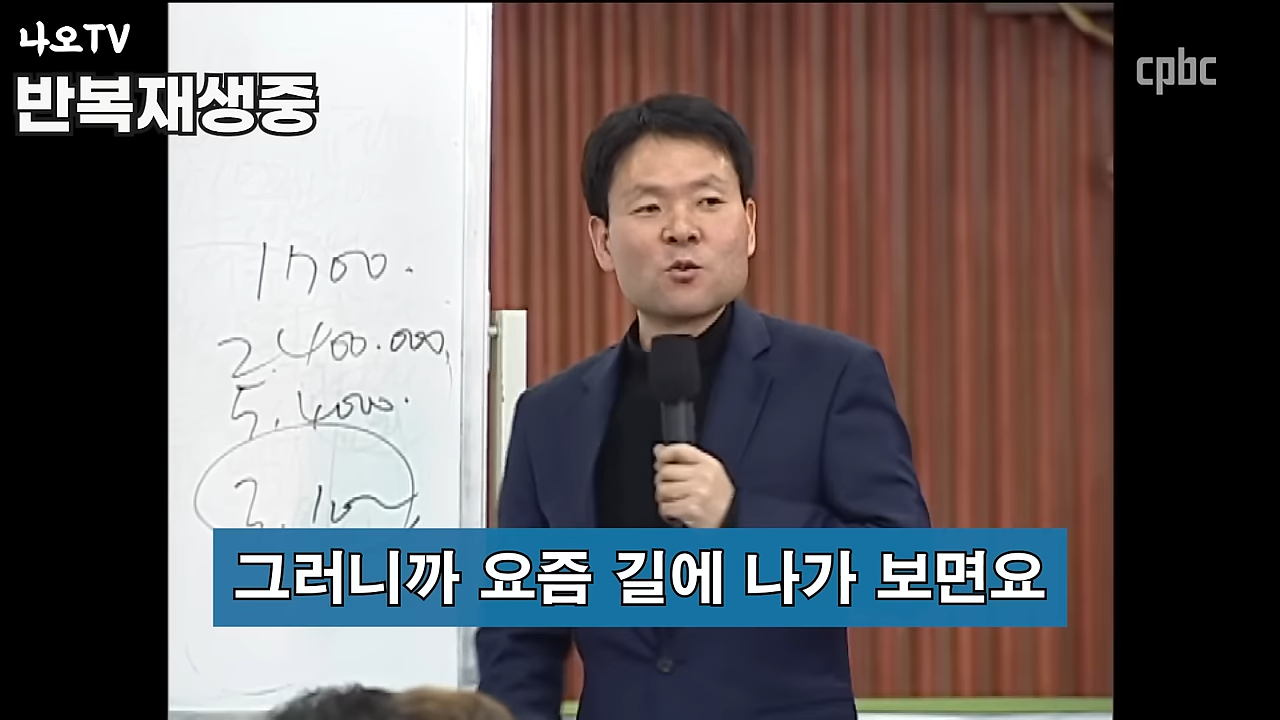 나오TV
반복재생중
cpbc
1700.
2.400.000,
5.4000.
그러니까 요즘 길에 나가 보면요